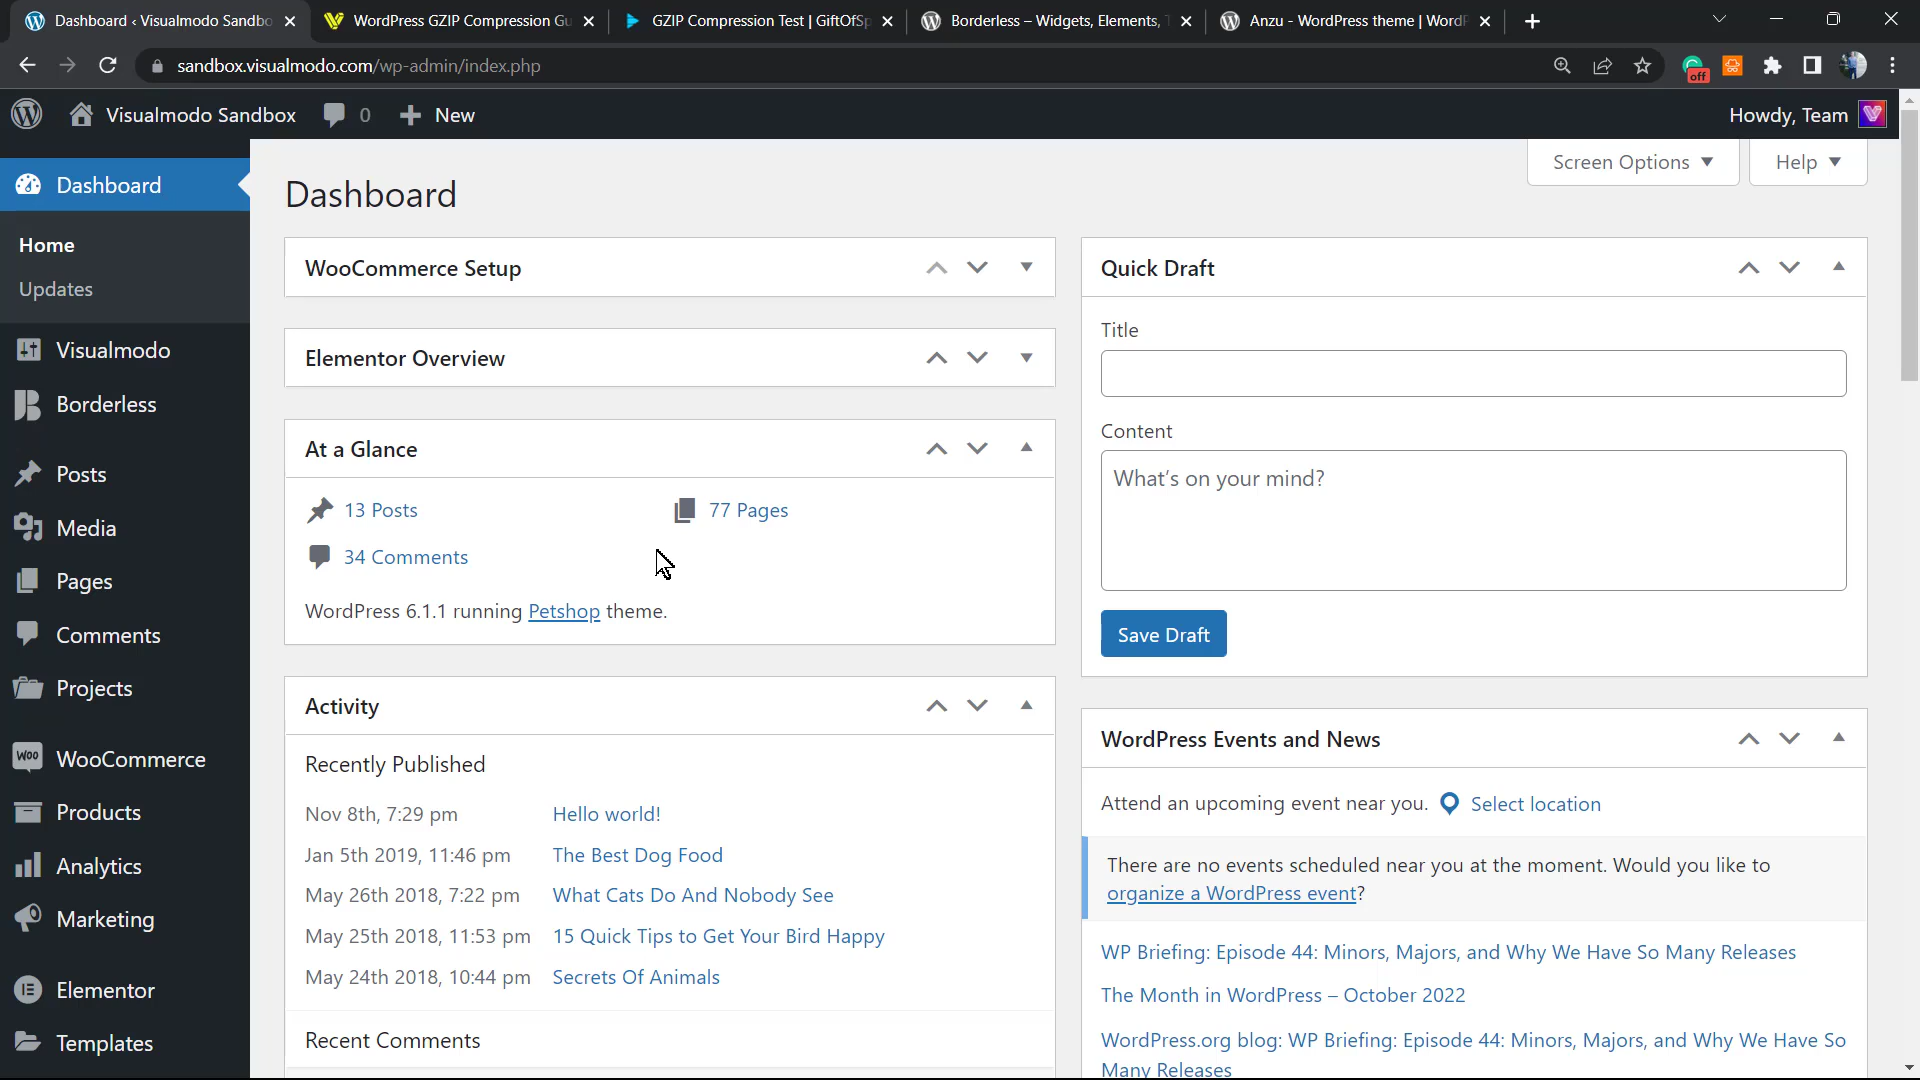 Dashboard ‹ Visualmodo Sandbo
WordPress GZIP Compression Gu
GZIP Compression Test | GiftOfSp
Borderless – Widgets, Elements, T
Anzu - WordPress theme | WordP
sandbox.visualmodo.com/wp-admin/index.php
off
Visualmodo Sandbox
0
New
Howdy, Team
Screen Options
Help
Dashboard
Home
Updates
Visualmodo
Borderless
Posts
Media
Pages
Comments
Projects
Woo
WooCommerce
Products
Analytics
Marketing
Elementor
Templates
Dashboard
WooCommerce Setup
Elementor Overview
At a Glance
13 Posts
77 Pages
34 Comments
WordPress 6.1.1 running Petshop theme.
Activity
Recently Published
Nov 8th, 7:29 pm Hello world!
Jan 5th 2019, 11:46 pm The Best Dog Food
May 26th 2018, 7:22 pm What Cats Do And Nobody See
May 25th 2018, 11:53 pm 15 Quick Tips to Get Your Bird Happy
May 24th 2018, 10:44 pm Secrets Of Animals
Recent Comments
Quick Draft
Title
Content
What's on your mind?
Save Draft
WordPress Events and News
Attend an upcoming event near you. Select location
There are no events scheduled near you at the moment. Would you like to
organize a WordPress event?
WP Briefing: Episode 44: Minors, Majors, and Why We Have So Many Releases
The Month in WordPress – October 2022
WordPress.org blog: WP Briefing: Episode 44: Minors, Majors, and Why We Have So
Many Releases